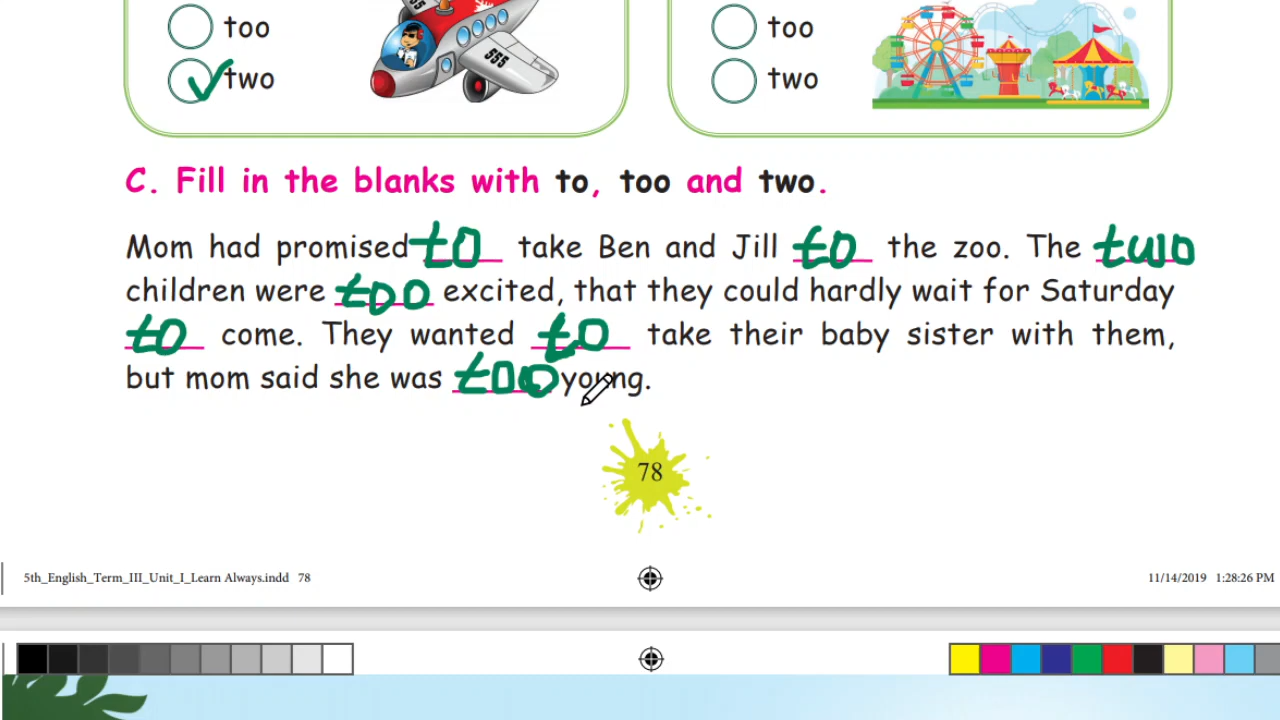 too
two
555
too
two
C. Fill in the blanks with to, too and two.
Mom had promised to take Ben and Jill to the zoo. The two
children were too excited, that they could hardly wait for Saturday
to come. They wanted to take their baby sister with them,
but mom said she was too young.
78
5th_English_Term_III_Unit_I_Learn Always.indd 78
11/14/2019 1:28:26 PM